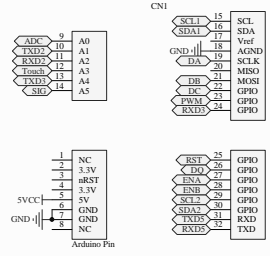 ADC 9 A0
TXD2 10 A1
RXD2 11 A2
Touch 12 A3
TXD3 13 A4
SIG 14 A5
CN1
SCL1 15 SCL
SDA1 16 SDA
17 Vref
GND 18 AGND
DA 19 SCLK
20 MISO
DB 21 MOSI
DC 22 GPIO
PWM 23 GPIO
RXD3 24 GPIO
1 NC
2 3.3V
3 nRST
4 3.3V
5VCC 5 5V
6 GND
GND 7 GND
8 NC
Arduino Pin
RST 25 GPIO
DQ 26 GPIO
ENA 27 GPIO
ENB 28 GPIO
SCL2 29 GPIO
SDA2 30 GPIO
TXD5 31 RXD
RXD5 32 TXD